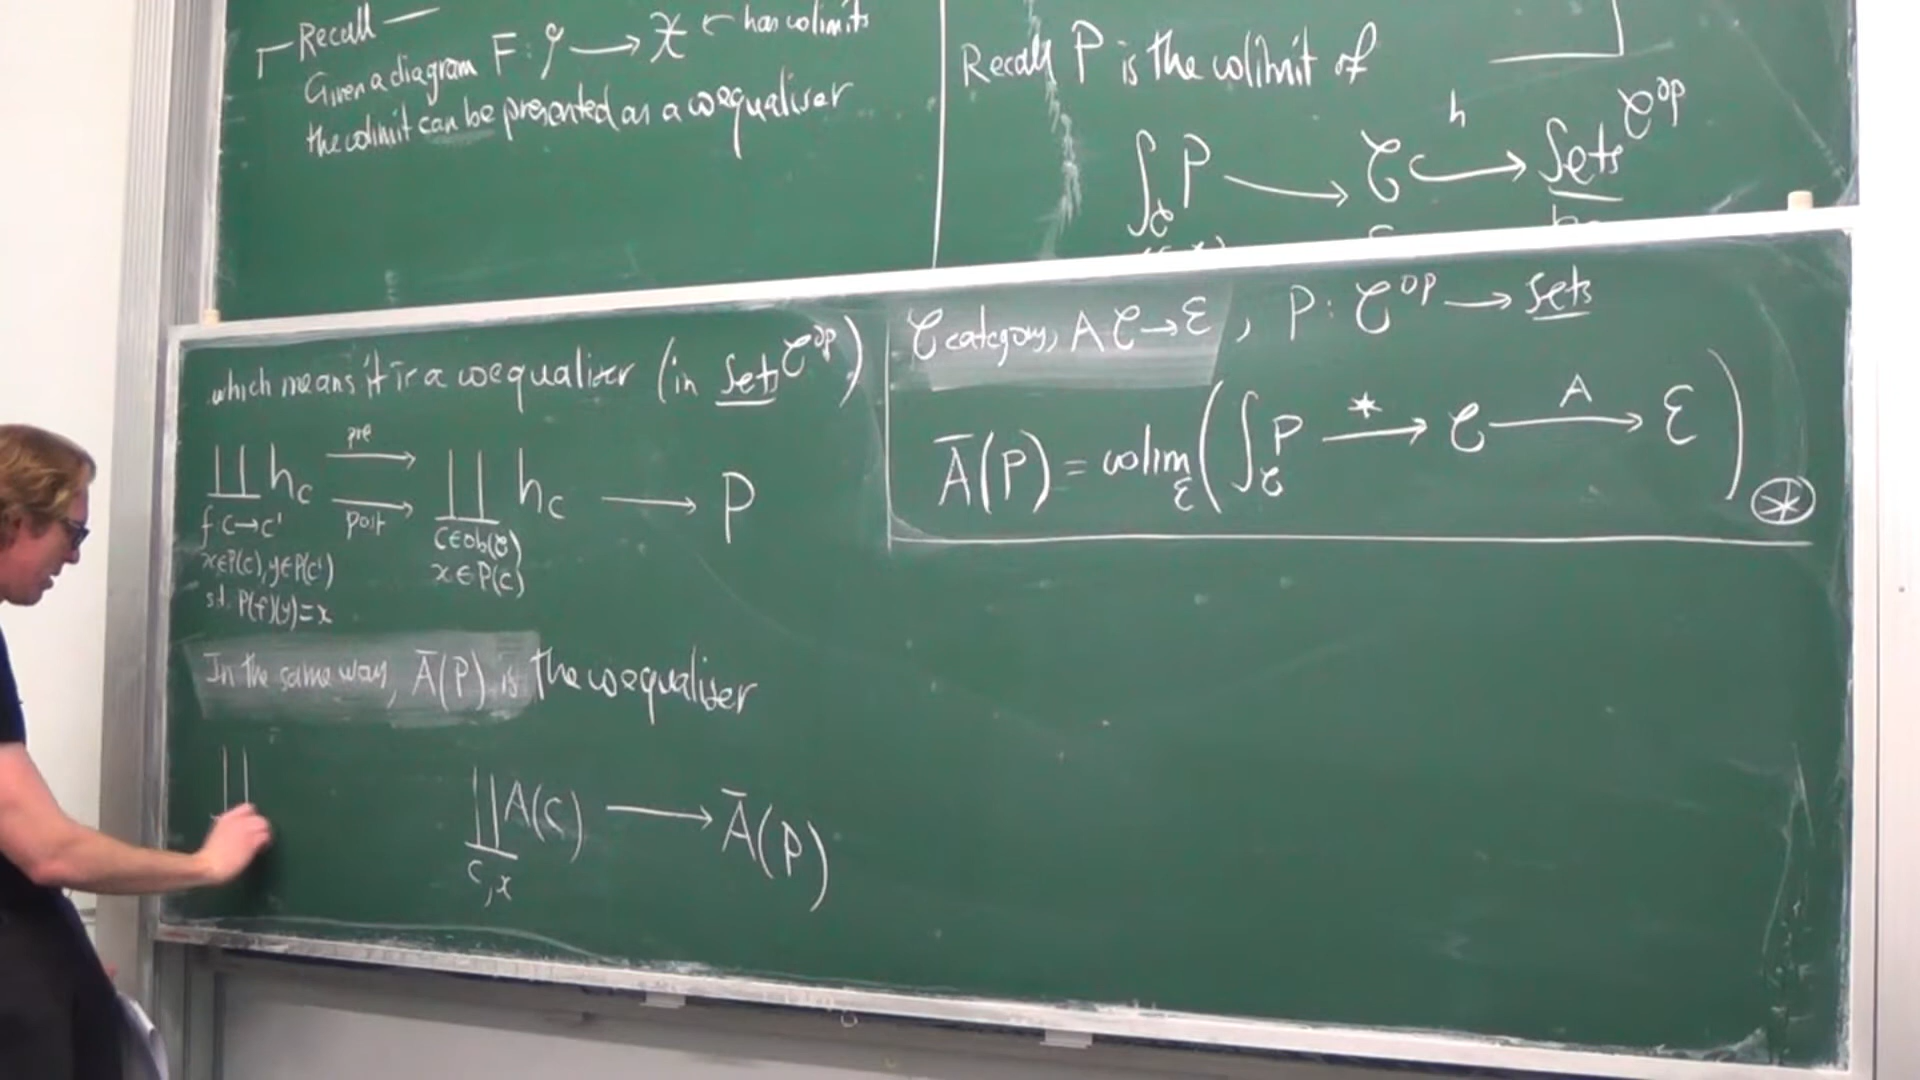 Recall
Given a diagram F : 𝒥 ⟶ 𝒳 ← has colimits
the colimit can be presented as a coequaliser
Recall P is the colimit of
∫_𝒞 P ⟶ 𝒞 ↪^h Sets^{𝒞^op}
which means it is a coequaliser (in Sets^{𝒞^op})
∐ h_c ⇉ ∐ h_c ⟶ P
pre
post
f: c→c'
x∈P(c), y∈P(c')
s.t. P(f)(y)=x
c∈ob(𝒞)
x∈P(c)
In the same way, Ā(P) is the coequaliser
∐ ∐ A(c) ⟶ Ā(P)
c,x
𝒞 category, A 𝒞→ℰ , P : 𝒞^op ⟶ Sets
Ā(P) = colim_ℰ ( ∫_𝒞 P ⟶^* 𝒞 ⟶^A ℰ ) ⊛